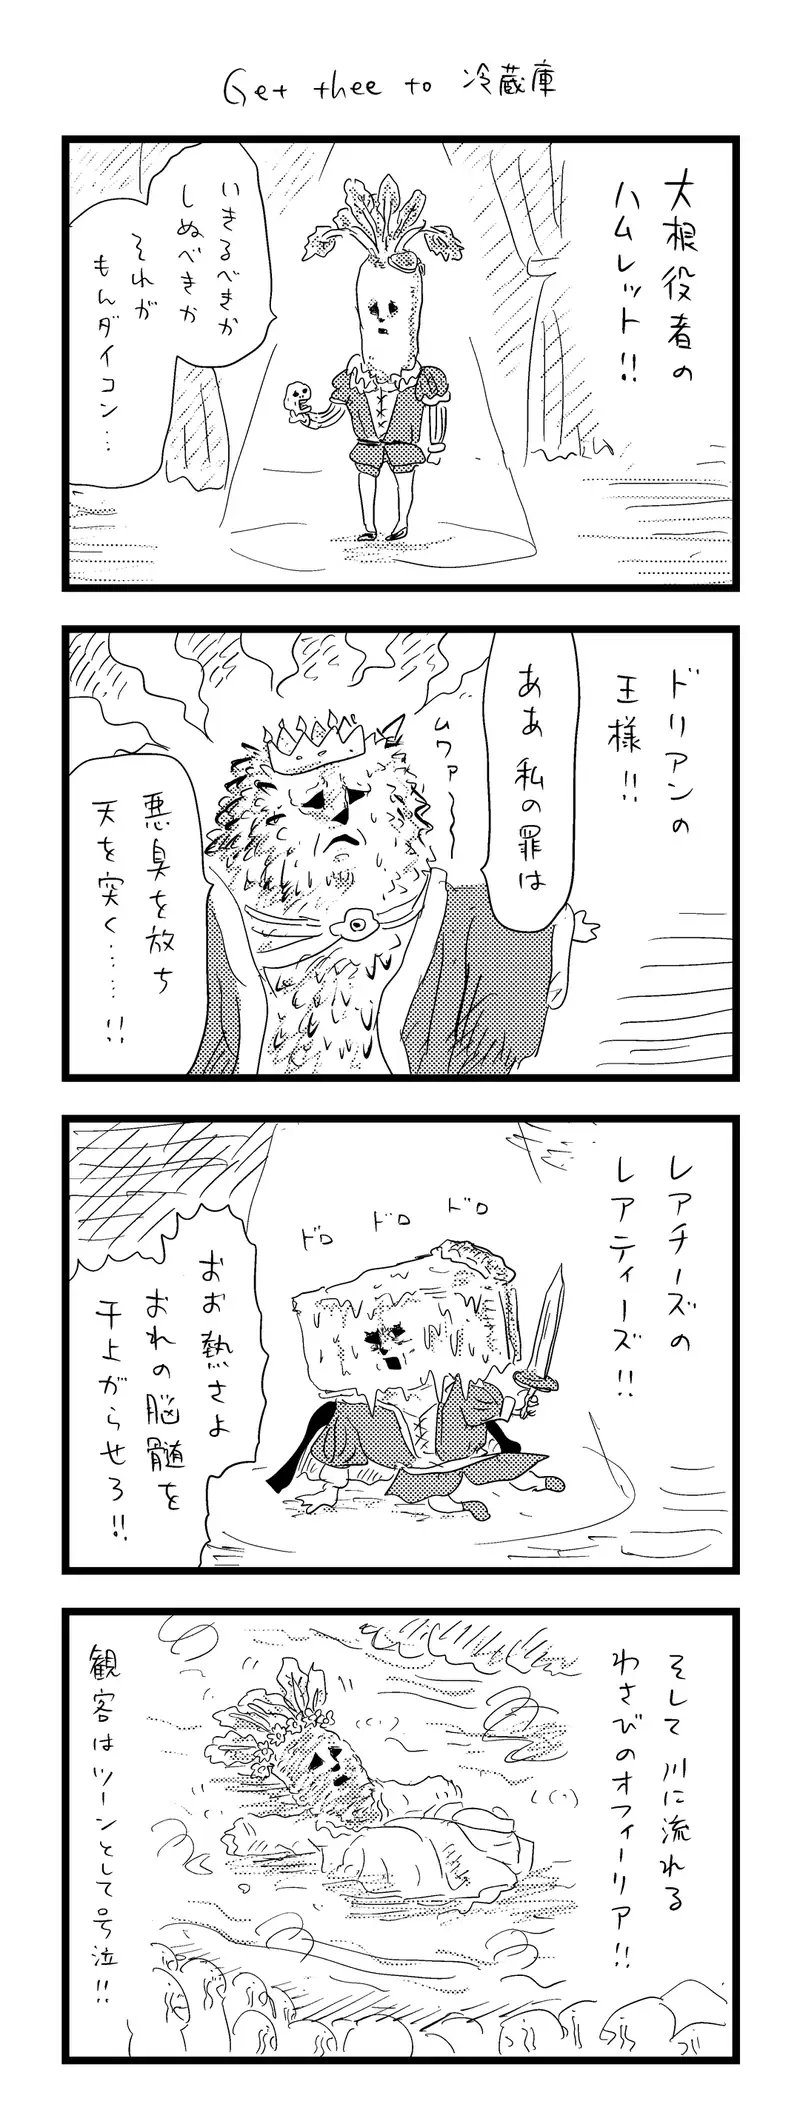 Get thee to 冷蔵庫
大根役者の
ハムレット!!
いきるべきか
しぬべきか
それが
もんダイコン…
ドリアンの
王様!!
ああ 私の罪は
ムワァ〜
悪臭を放ち
天を突く……!!
レアチーズの
レアティーズ!!
ドロ ドロ ドロ
おお熱さよ
おれの脳髄を
干上がらせろ!!
そして川に流れる
わさびのオフィーリア!!
観客はツーンとして号泣!!